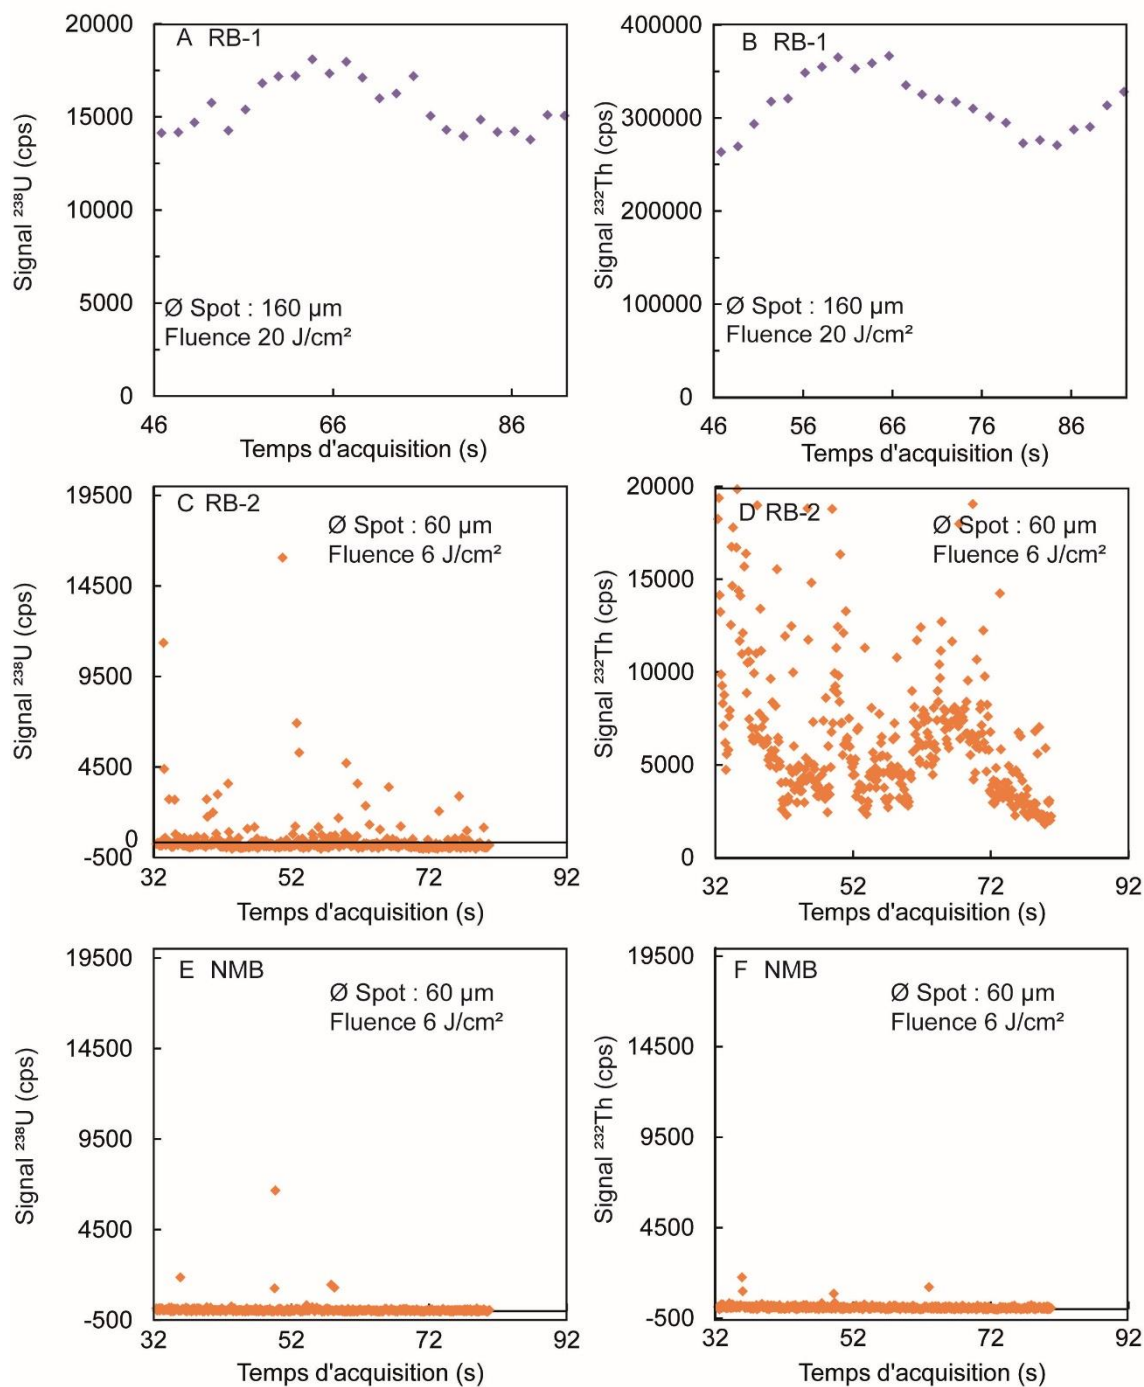 A RB-1
Signal ²³⁸U (cps)
20000
15000
10000
5000
0
Ø Spot : 160 µm
Fluence 20 J/cm²
46
66
86
Temps d'acquisition (s)
B RB-1
Signal ²³²Th (cps)
400000
300000
200000
100000
0
Ø Spot : 160 µm
Fluence 20 J/cm²
46
56
66
76
86
Temps d'acquisition (s)
C RB-2
Signal ²³⁸U (cps)
19500
14500
9500
4500
0
-500
Ø Spot : 60 µm
Fluence 6 J/cm²
32
52
72
92
Temps d'acquisition (s)
D RB-2
Signal ²³²Th (cps)
20000
15000
10000
5000
0
Ø Spot : 60 µm
Fluence 6 J/cm²
32
52
72
92
Temps d'acquisition (s)
E NMB
Signal ²³⁸U (cps)
19500
14500
9500
4500
-500
Ø Spot : 60 µm
Fluence 6 J/cm²
32
52
72
92
Temps d'acquisition (s)
F NMB
Signal ²³²Th (cps)
19500
14500
9500
4500
-500
Ø Spot : 60 µm
Fluence 6 J/cm²
32
52
72
92
Temps d'acquisition (s)